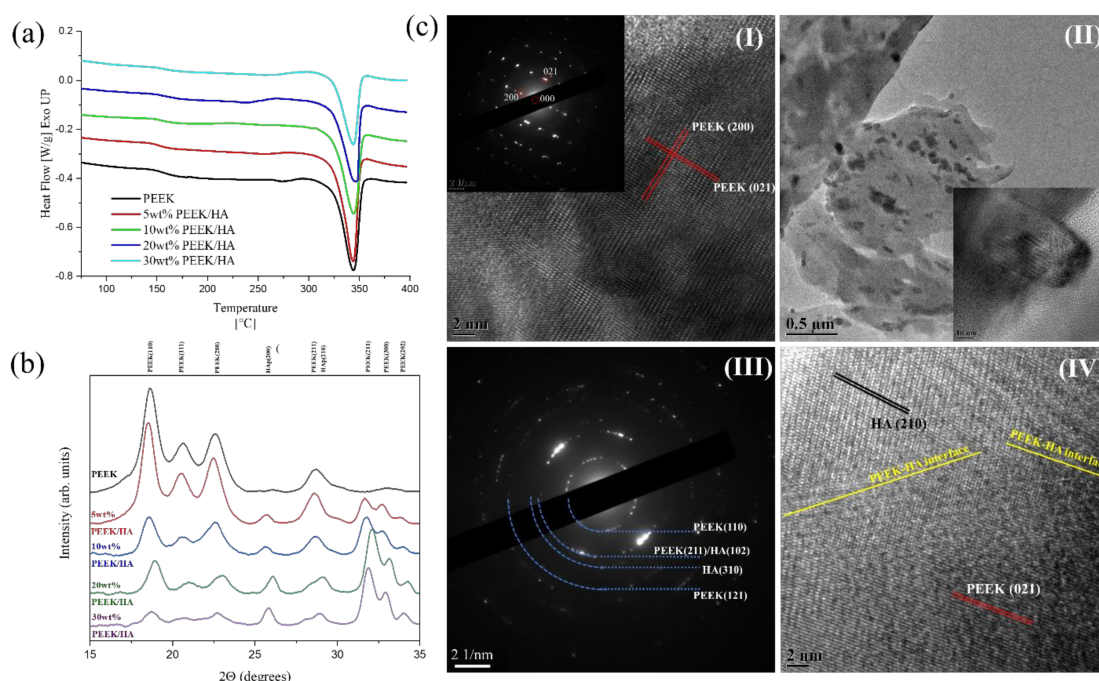 (a)
0.2
0.0
-0.2
-0.4
-0.6
-0.8
Heat Flow [W/g] Exo UP
PEEK
5wt% PEEK/HA
10wt% PEEK/HA
20wt% PEEK/HA
30wt% PEEK/HA
100 150 200 250 300 350 400
Temperature
[°C]
(b)
PEEK(110)
PEEK(111)
PEEK(200)
HAp(200)
(
PEEK(211)
HAp(210)
PEEK(211)
PEEK(300)
PEEK(202)
Intensity (arb. units)
PEEK
5wt%
PEEK/HA
10wt%
PEEK/HA
20wt%
PEEK/HA
30wt%
PEEK/HA
15 20 25 30 35
2Θ (degrees)
(c)
(I)
021
200
000
2 1/nm
PEEK (200)
PEEK (021)
2 nm
(II)
0.5 µm
10 nm
(III)
PEEK(110)
PEEK(211)/HA(102)
HA(310)
PEEK(121)
2 1/nm
(IV)
HA (210)
PEEK-HA interface
PEEK-HA interface
PEEK (021)
2 nm